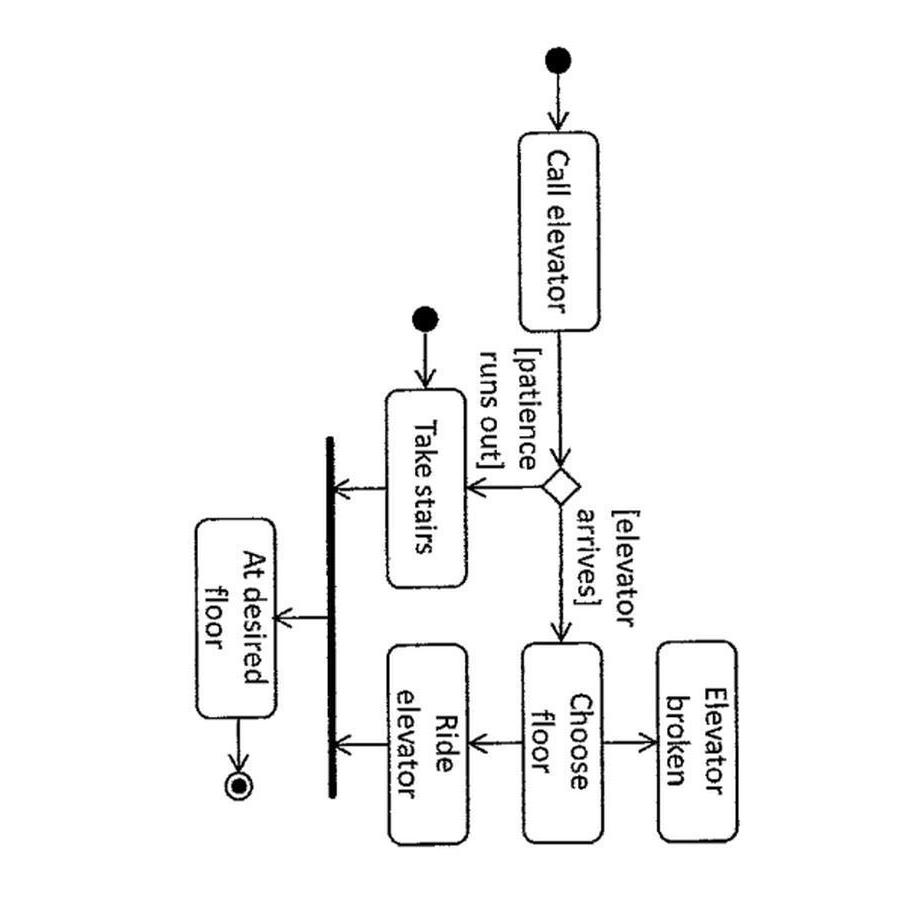 Elevator
broken
Call elevator
[elevator
arrives]
Choose
floor
[patience
runs out]
Take stairs
Ride
elevator
At desired
floor